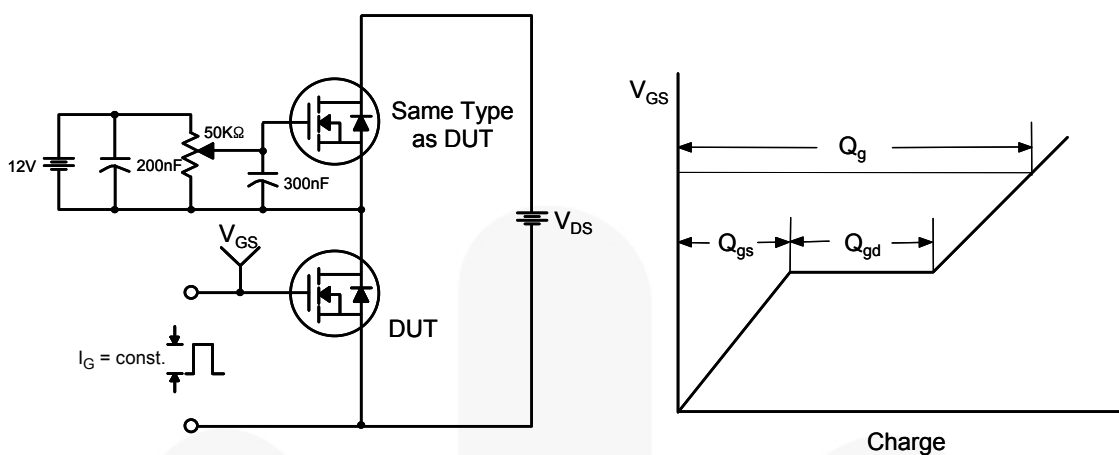 Same Type
as DUT
50KΩ
12V
200nF
300nF
V_GS
DUT
I_G = const.
V_DS
V_GS
Q_g
Q_gs
Q_gd
Charge